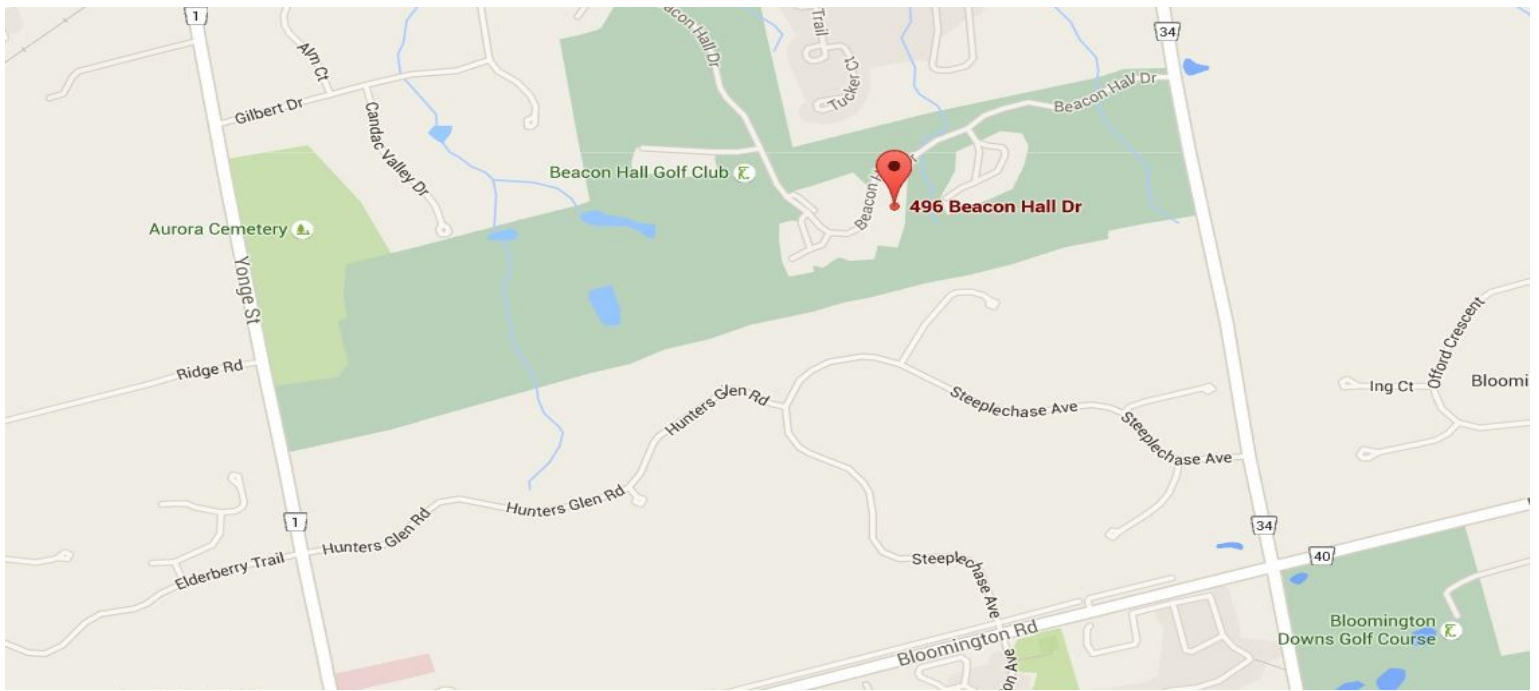 1
34
eacon Hall Dr
Trail
Alm Ct
Tucker Ct
Beacon Hall Dr
Gilbert Dr
Candac Valley Dr
Beacon Hall Golf Club
Beacon H
r
496 Beacon Hall Dr
Aurora Cemetery
Yonge St
Ridge Rd
Offord Crescent
Ing Ct
Bloomi
Hunters Glen Rd
Steeplechase Ave
Steeplechase Ave
Hunters Glen Rd
1
34
Hunters Glen Rd
Elderberry Trail
Steeplechase Ave
40
Bloomington Rd
Bloomington
Downs Golf Course
on Ave